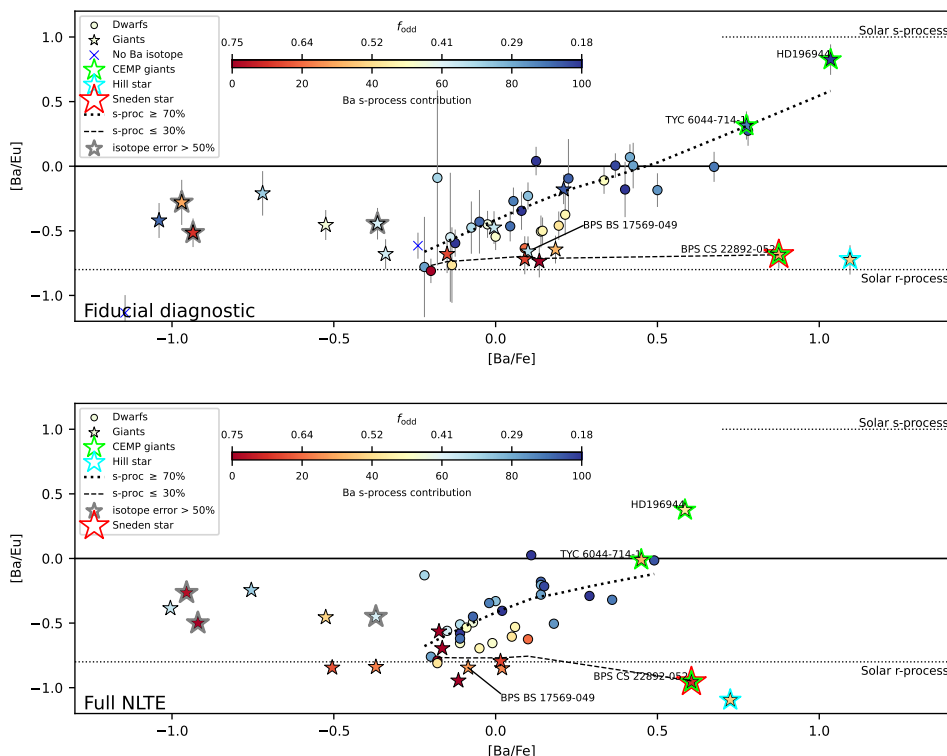 Dwarfs
Giants
No Ba isotope
CEMP giants
Hill star
Sneden star
s-proc ≥ 70%
s-proc ≤ 30%
isotope error > 50%
f_odd
0.75 0.64 0.52 0.41 0.29 0.18
0 20 40 60 80 100
Ba s-process contribution
Solar s-process
HD196944
TYC 6044-714-1
BPS BS 17569-049
BPS CS 22892-052
Solar r-process
1.0
0.5
0.0
−0.5
−1.0
[Ba/Eu]
Fiducial diagnostic
−1.0 −0.5 0.0 0.5 1.0
[Ba/Fe]
Dwarfs
Giants
CEMP giants
Hill star
s-proc ≥ 70%
s-proc ≤ 30%
isotope error > 50%
Sneden star
f_odd
0.75 0.64 0.52 0.41 0.29 0.18
0 20 40 60 80 100
Ba s-process contribution
Solar s-process
HD196944
TYC 6044-714-1
BPS CS 22892-052
BPS BS 17569-049
Solar r-process
1.0
0.5
0.0
−0.5
−1.0
[Ba/Eu]
Full NLTE
−1.0 −0.5 0.0 0.5 1.0
[Ba/Fe]